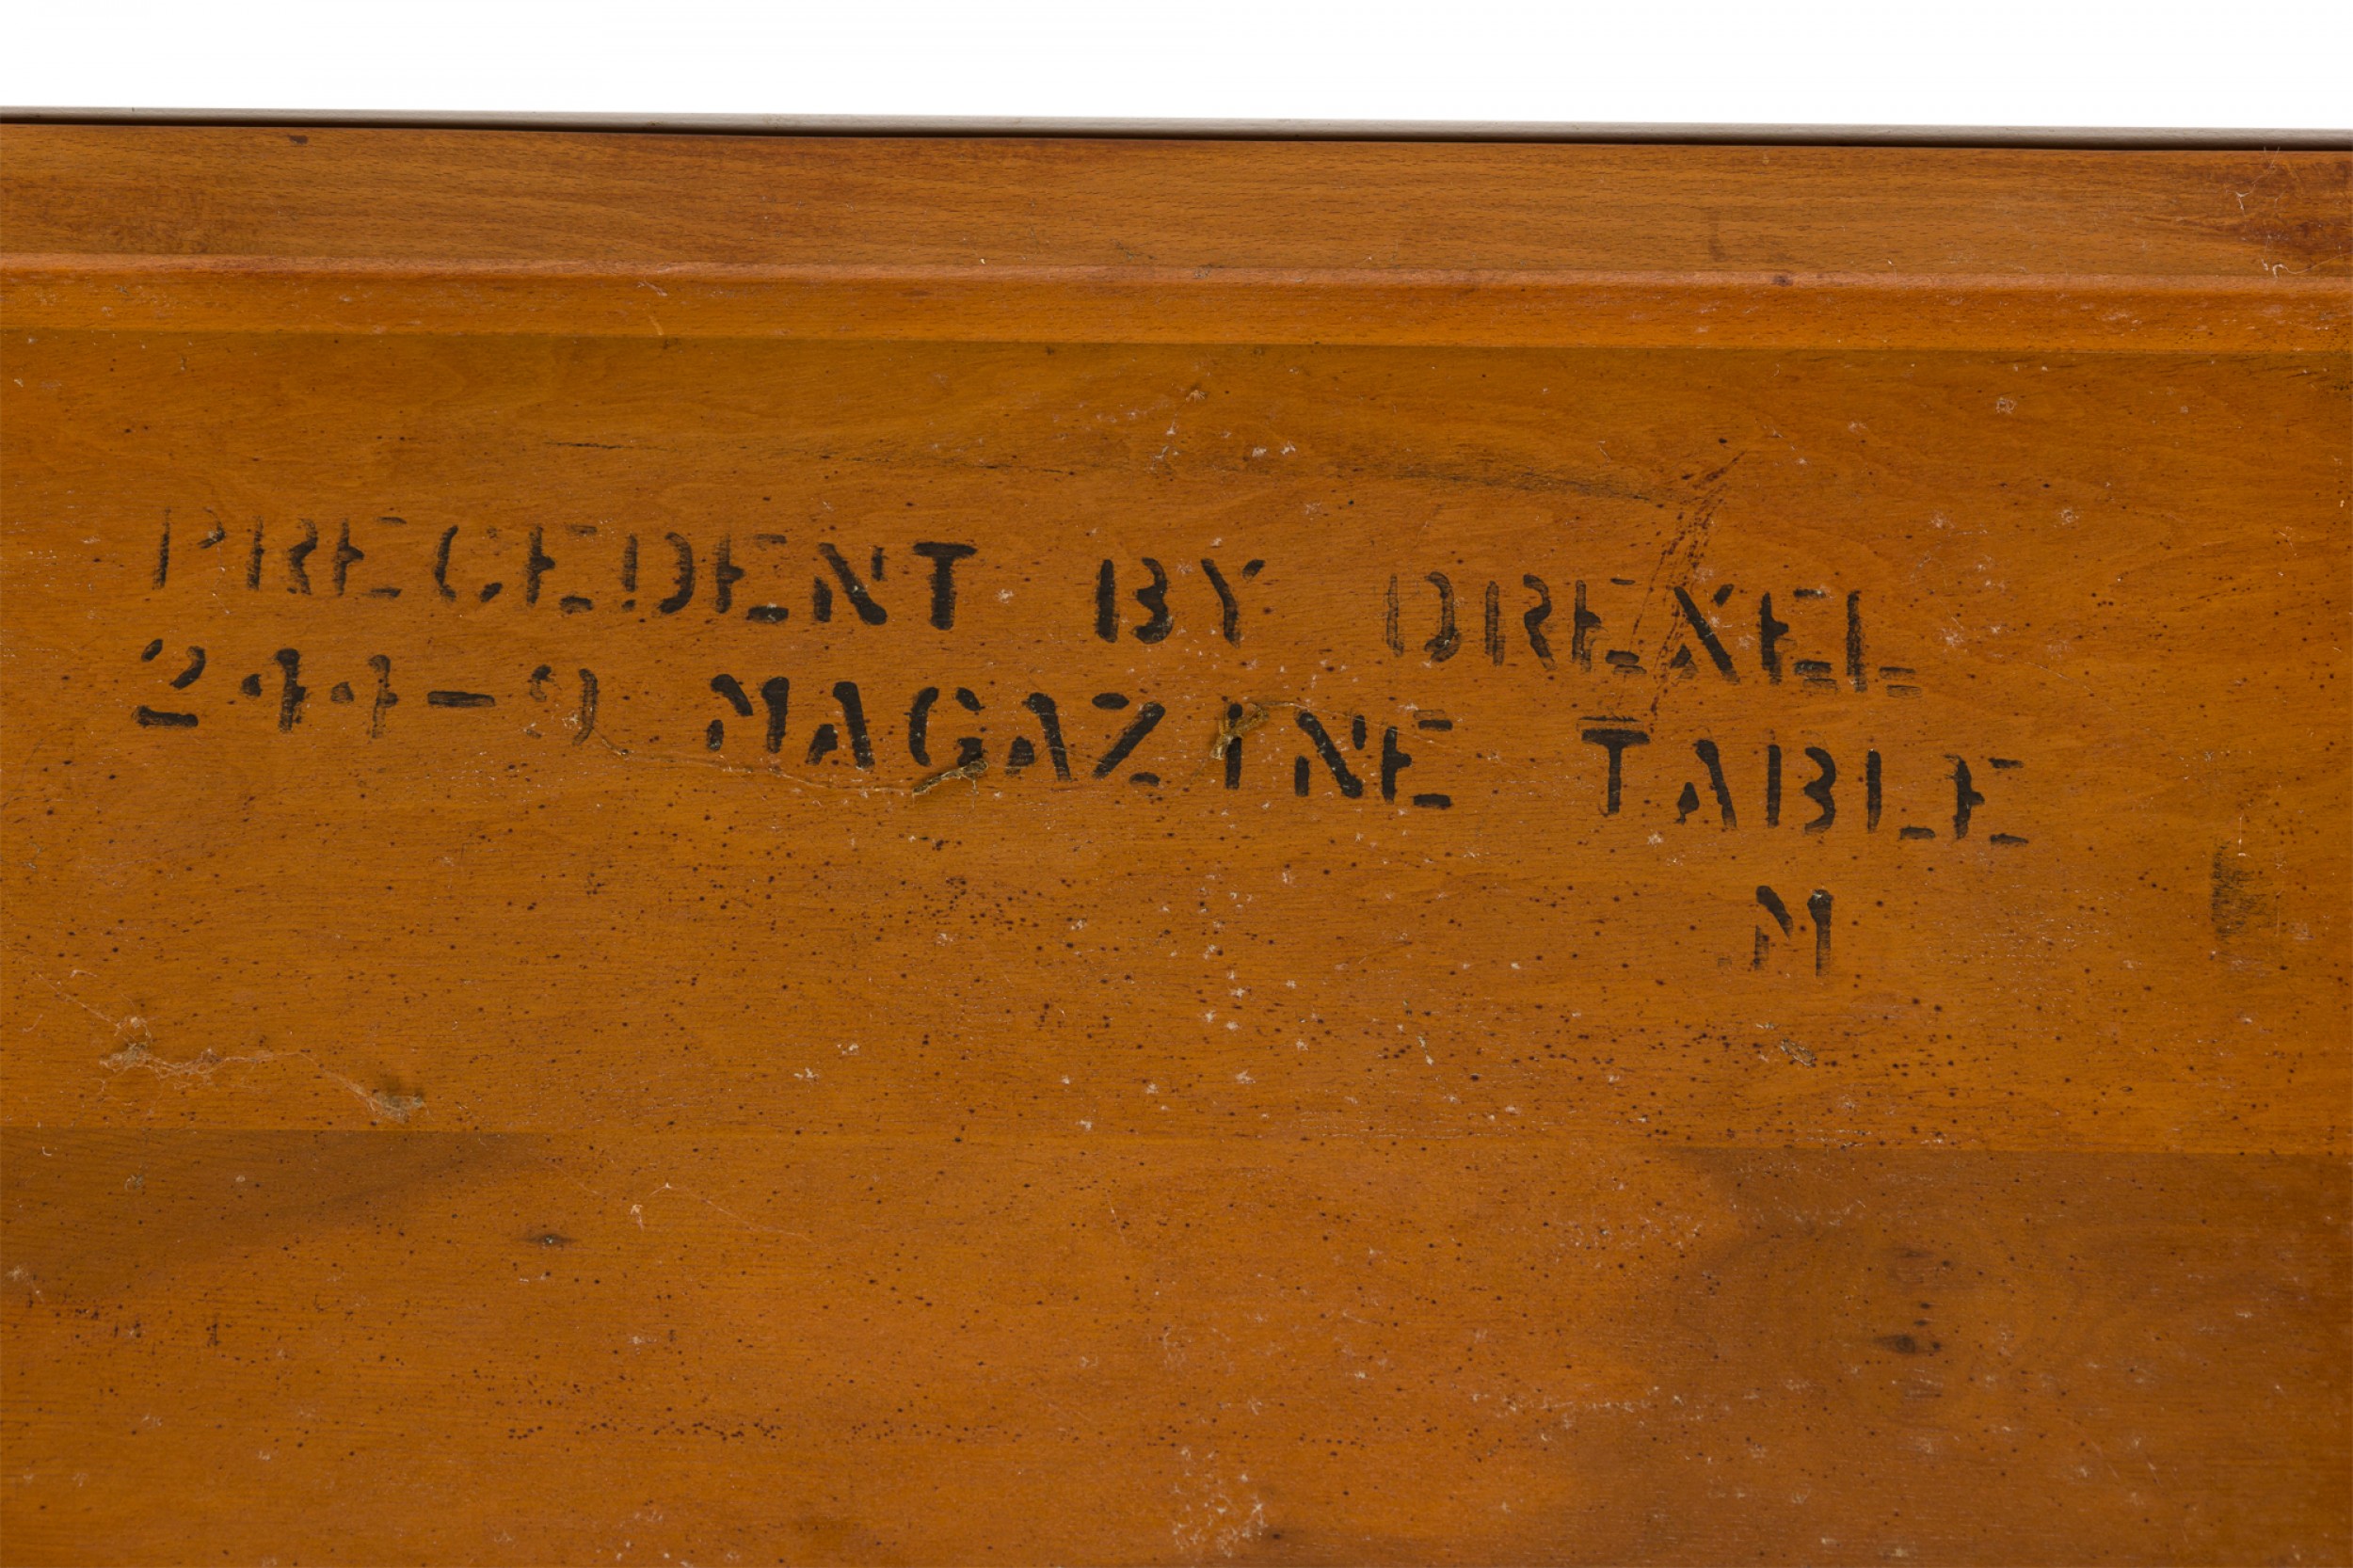 PRECEDENT BY DREXEL
244-9 MAGAZINE TABLE
M